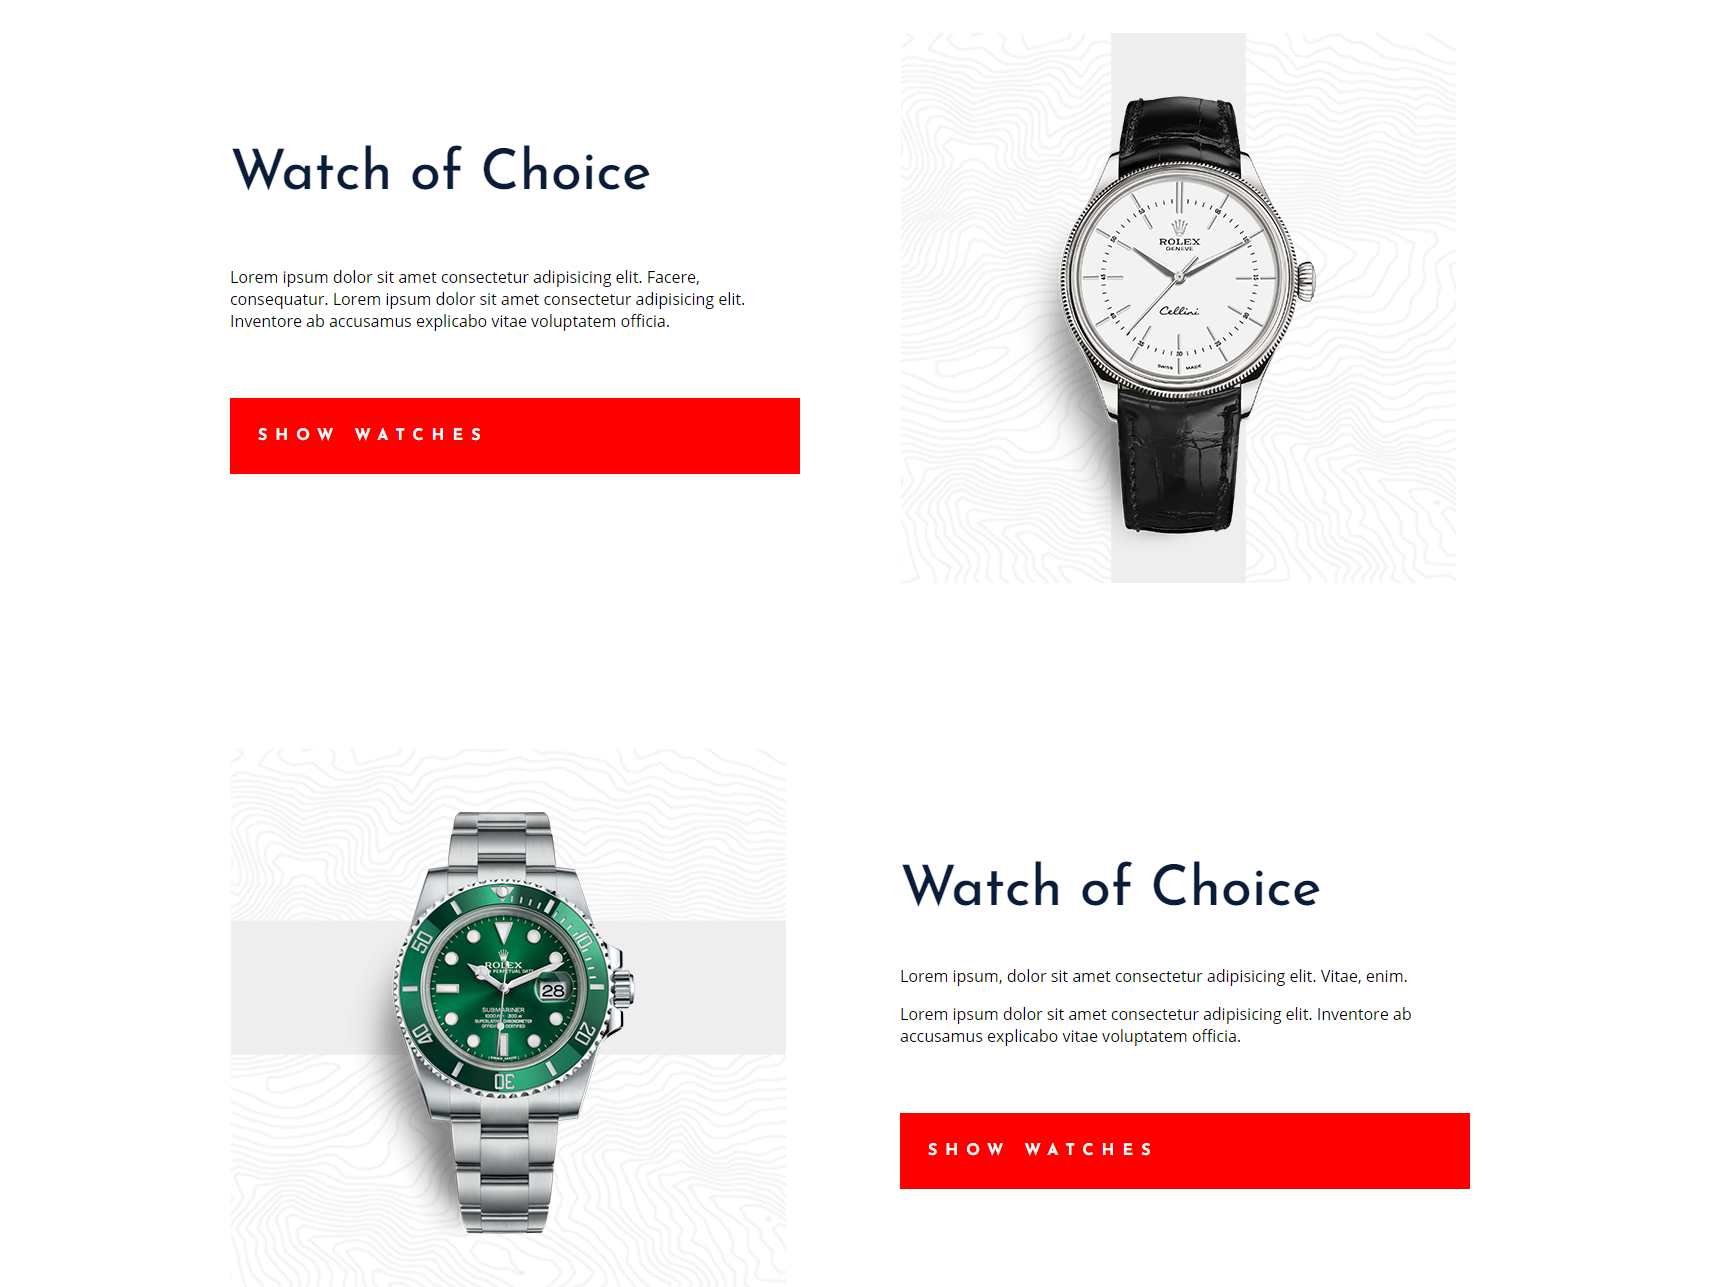 Watch of Choice
Lorem ipsum dolor sit amet consectetur adipisicing elit. Facere,
consequatur. Lorem ipsum dolor sit amet consectetur adipisicing elit.
Inventore ab accusamus explicabo vitae voluptatem officia.
SHOW WATCHES
ROLEX
GENEVE
Cellini
SWISS MADE
ROLEX
28
SUBMARINER
50
10
40
20
30
Watch of Choice
Lorem ipsum, dolor sit amet consectetur adipisicing elit. Vitae, enim.
Lorem ipsum dolor sit amet consectetur adipisicing elit. Inventore ab
accusamus explicabo vitae voluptatem officia.
SHOW WATCHES